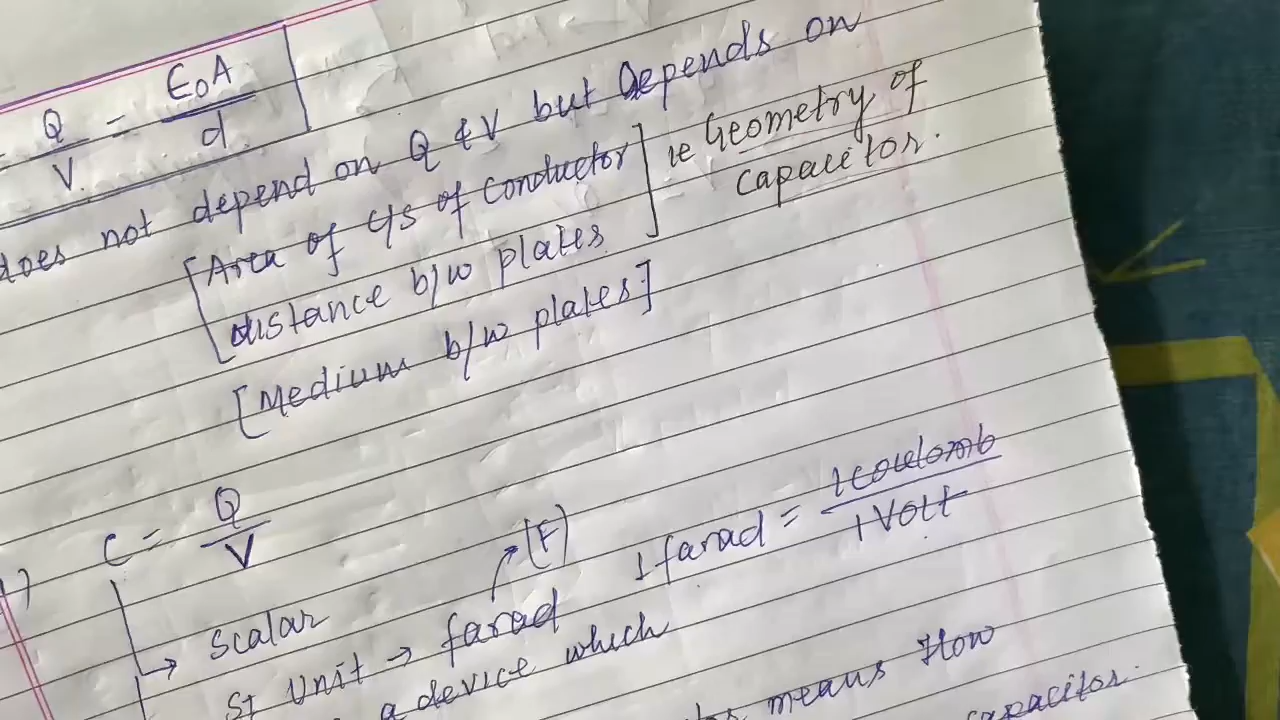 Q/V = ε₀A/d
does not depend on Q & V but Depends on
[Area of c/s of conductor] ie Geometry of
distance b/w plates capacitor.
[Medium b/w plates]
C = Q/V
→ scalar
SI Unit → farad (F) 1 farad = 1 coulomb/1 Volt
a device which
means How
capacitor.